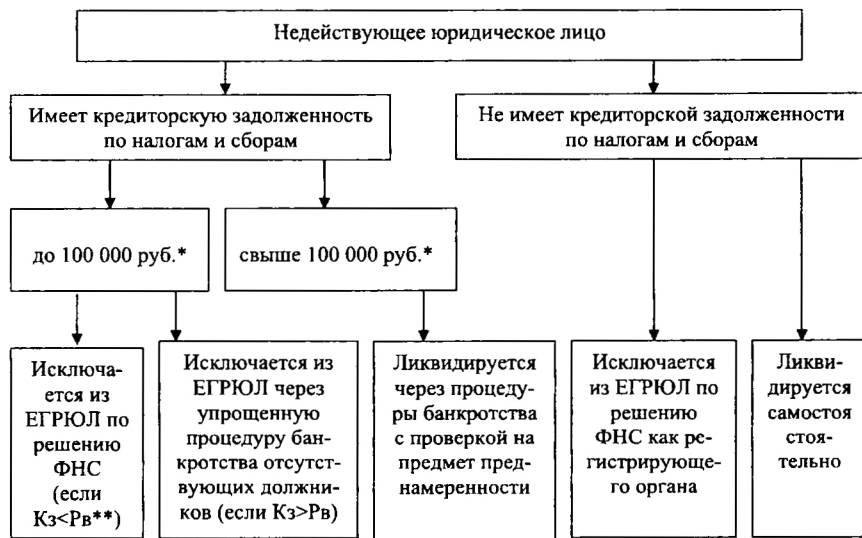 Недействующее юридическое лицо
Имеет кредиторскую задолженность
по налогам и сборам
Не имеет кредиторской задолженности
по налогам и сборам
до 100 000 руб.*
свыше 100 000 руб.*
Исключа-
ется из
ЕГРЮЛ по
решению
ФНС
(если
Кз<Рв**)
Исключается из
ЕГРЮЛ через
упрощенную
процедуру бан-
кротства отсутст-
вующих должни-
ков (если Кз>Рв)
Ликвидируется
через процеду-
ры банкротства
с проверкой на
предмет пред-
намеренности
Исключается
из ЕГРЮЛ по
решению
ФНС как ре-
гистрирующе-
го органа
Ликви-
дируется
самостоя
стоя-
тельно